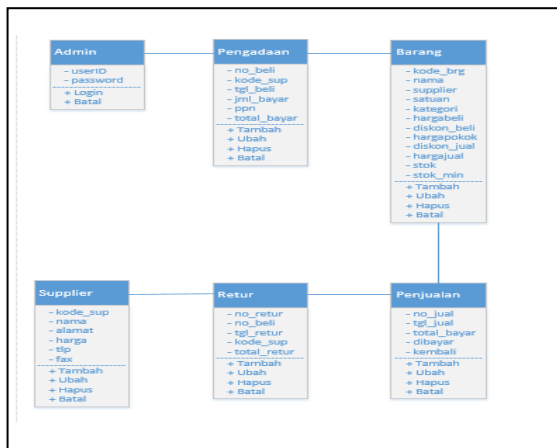 Admin
- userID
- password
+ Login
+ Batal
Pengadaan
- no_beli
- kode_sup
- tgl_beli
- jml_bayar
- ppn
- total_bayar
+ Tambah
+ Ubah
+ Hapus
+ Batal
Barang
- kode_brg
- nama
- supplier
- satuan
- kategori
- hargabeli
- diskon_beli
- hargapokok
- diskon_jual
- hargajual
- stok
- stok_min
+ Tambah
+ Ubah
+ Hapus
+ Batal
Supplier
- kode_sup
- nama
- alamat
- harga
- tlp
- fax
+ Tambah
+ Ubah
+ Hapus
+ Batal
Retur
- no_retur
- no_beli
- tgl_retur
- kode_sup
- total_retur
+ Tambah
+ Ubah
+ Hapus
+ Batal
Penjualan
- no_jual
- tgl_jual
- total_bayar
- dibayar
- kembali
+ Tambah
+ Ubah
+ Hapus
+ Batal